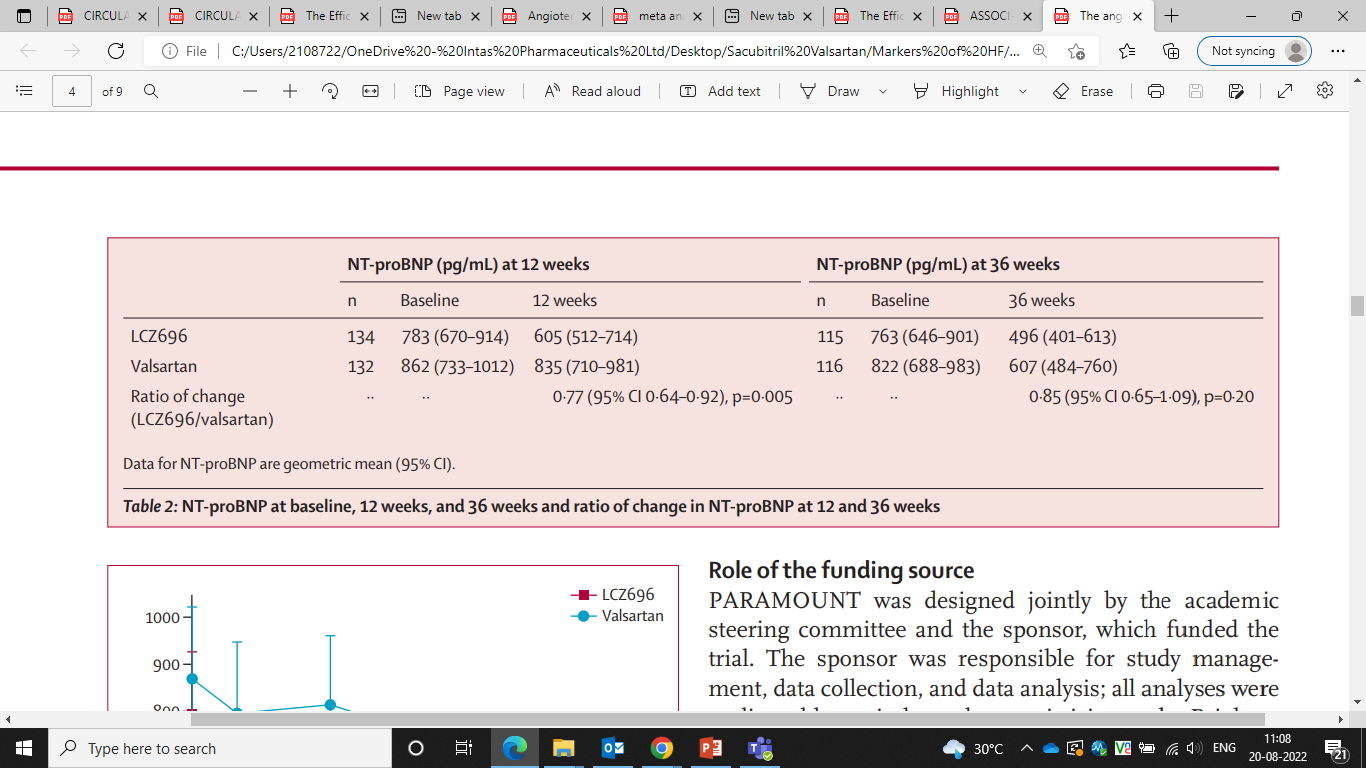 CIRCUL
CIRCUL
The Effic
New tab
Angioter
meta an
New tab
The Effic
ASSOCI
The ang
File
C:/Users/2108722/OneDrive%20-%20Intas%20Pharmaceuticals%20Ltd/Desktop/Sacubitril%20Valsartan/Markers%20of%20HF/...
Not syncing
4 of 9
Page view
Read aloud
Add text
Draw
Highlight
Erase
NT-proBNP (pg/mL) at 12 weeks NT-proBNP (pg/mL) at 36 weeks
n Baseline 12 weeks n Baseline 36 weeks
LCZ696 134 783 (670–914) 605 (512–714) 115 763 (646–901) 496 (401–613)
Valsartan 132 862 (733–1012) 835 (710–981) 116 822 (688–983) 607 (484–760)
Ratio of change ·· ·· 0·77 (95% CI 0·64–0·92), p=0·005 ·· ·· 0·85 (95% CI 0·65–1·09), p=0·20
(LCZ696/valsartan)
Data for NT-proBNP are geometric mean (95% CI).
Table 2: NT-proBNP at baseline, 12 weeks, and 36 weeks and ratio of change in NT-proBNP at 12 and 36 weeks
LCZ696
Valsartan
1000
900
800
Role of the funding source
PARAMOUNT was designed jointly by the academic
steering committee and the sponsor, which funded the
trial. The sponsor was responsible for study manage-
ment, data collection, and data analysis; all analyses were
Type here to search
30°C
ENG
11:08
20-08-2022
21